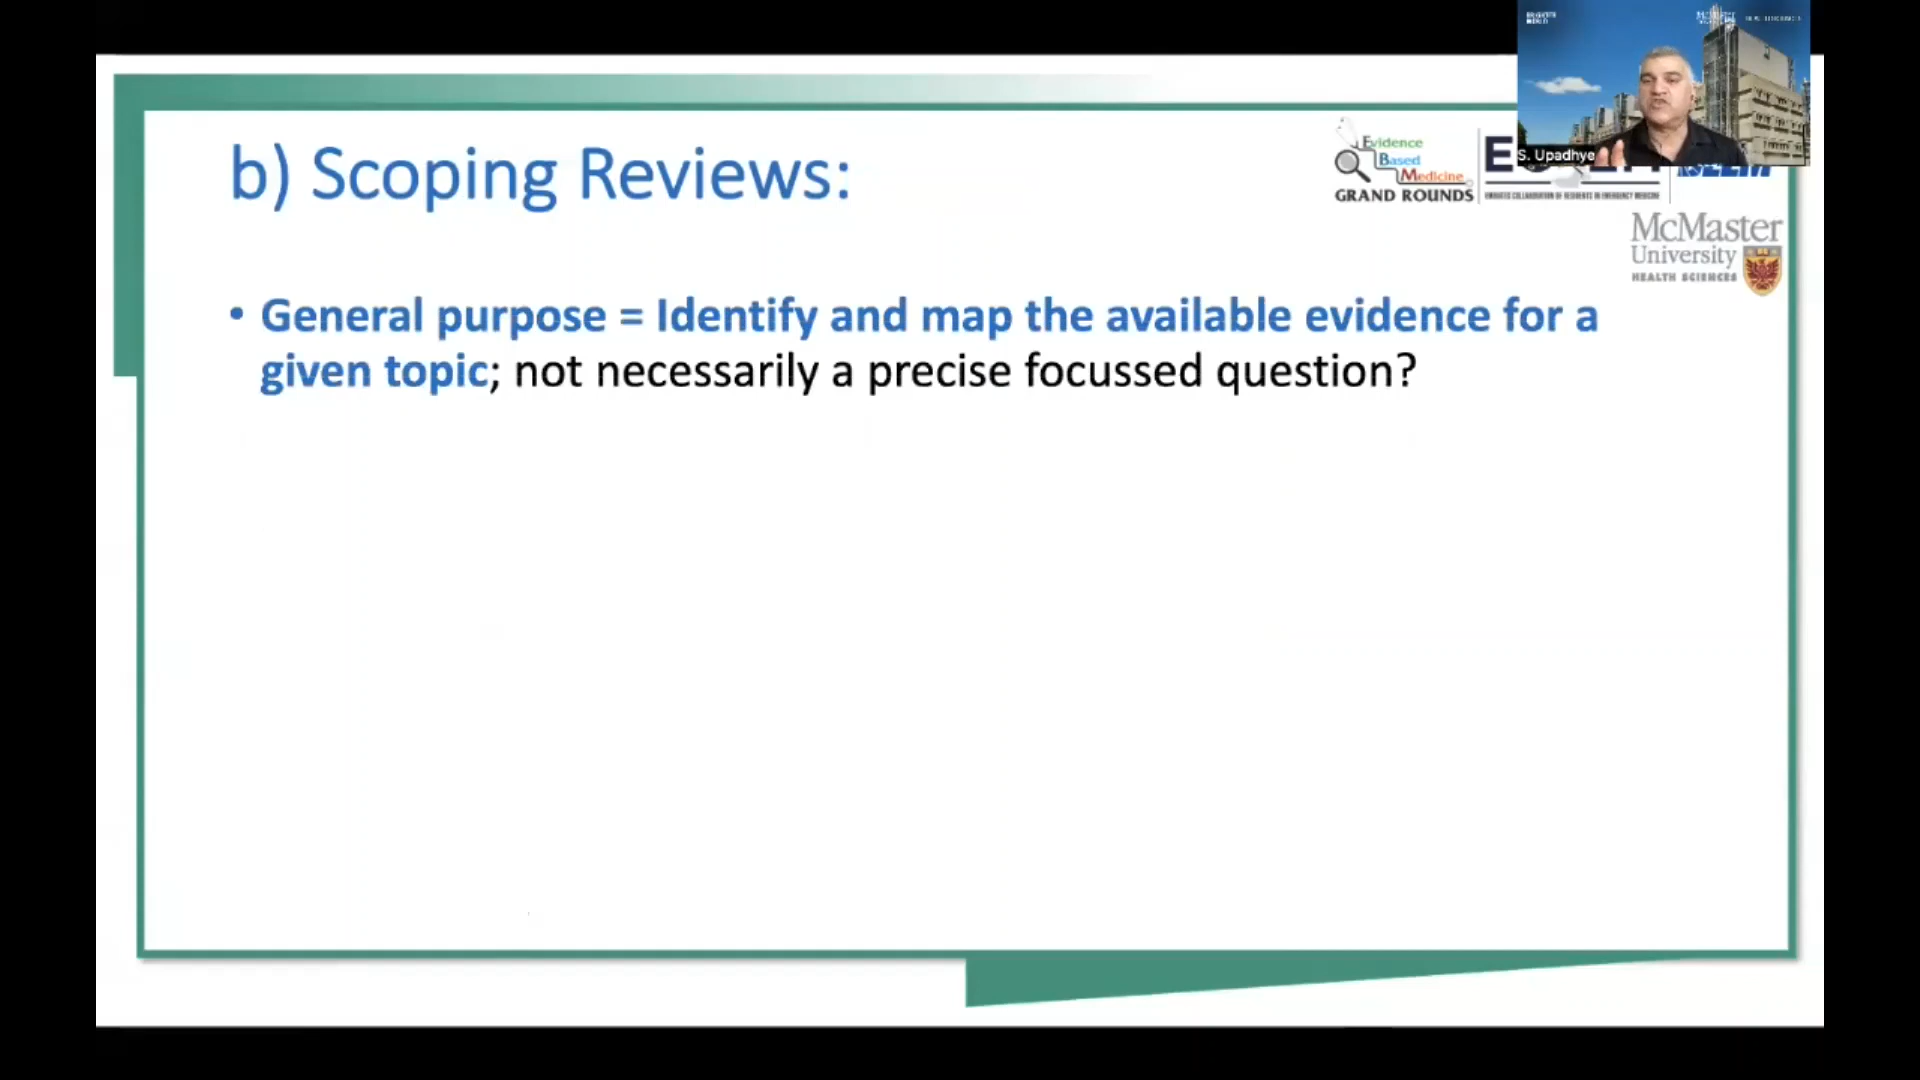 b) Scoping Reviews:
Evidence
Based
Medicine
GRAND ROUNDS
S. Upadhye
McMaster
University
HEALTH SCIENCES
• General purpose = Identify and map the available evidence for a
given topic; not necessarily a precise focussed question?